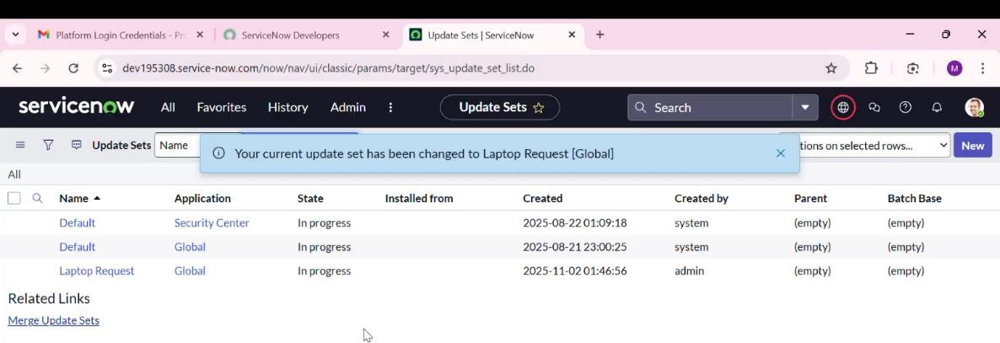 Platform Login Credentials - Pro
ServiceNow Developers
Update Sets | ServiceNow
dev195308.service-now.com/now/nav/ui/classic/params/target/sys_update_set_list.do
M
servicenow All Favorites History Admin Update Sets Search
Update Sets Name
Your current update set has been changed to Laptop Request [Global]
tions on selected rows... New
All
Name Application State Installed from Created Created by Parent Batch Base
Default Security Center In progress 2025-08-22 01:09:18 system (empty) (empty)
Default Global In progress 2025-08-21 23:00:25 system (empty) (empty)
Laptop Request Global In progress 2025-11-02 01:46:56 admin (empty) (empty)
Related Links
Merge Update Sets